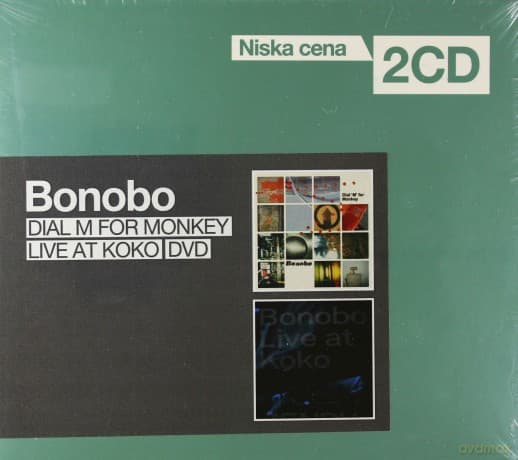 Niska cena
2CD
Bonobo
DIAL M FOR MONKEY
LIVE AT KOKO DVD
Dial 'M' for
Monkey
Bonobo
Bonobo
Live at
Koko
dvdmax